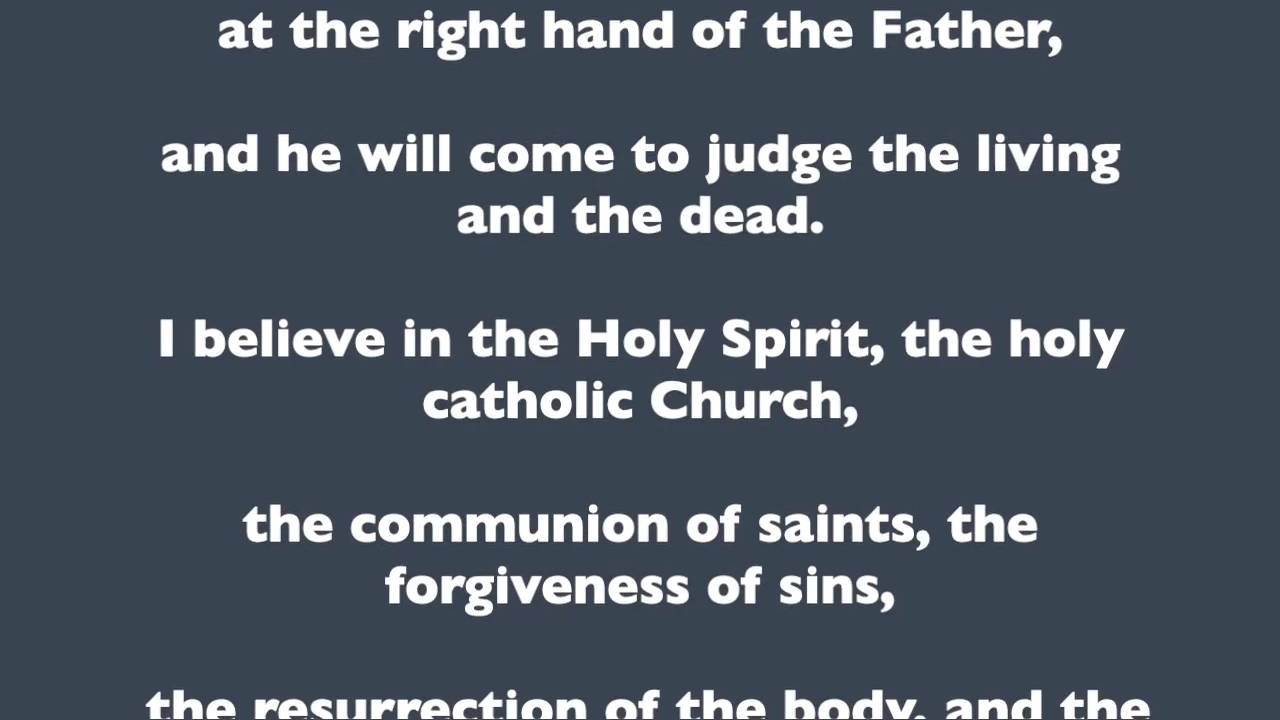 at the right hand of the Father,
and he will come to judge the living
and the dead.
I believe in the Holy Spirit, the holy
catholic Church,
the communion of saints, the
forgiveness of sins,
the resurrection of the body, and the